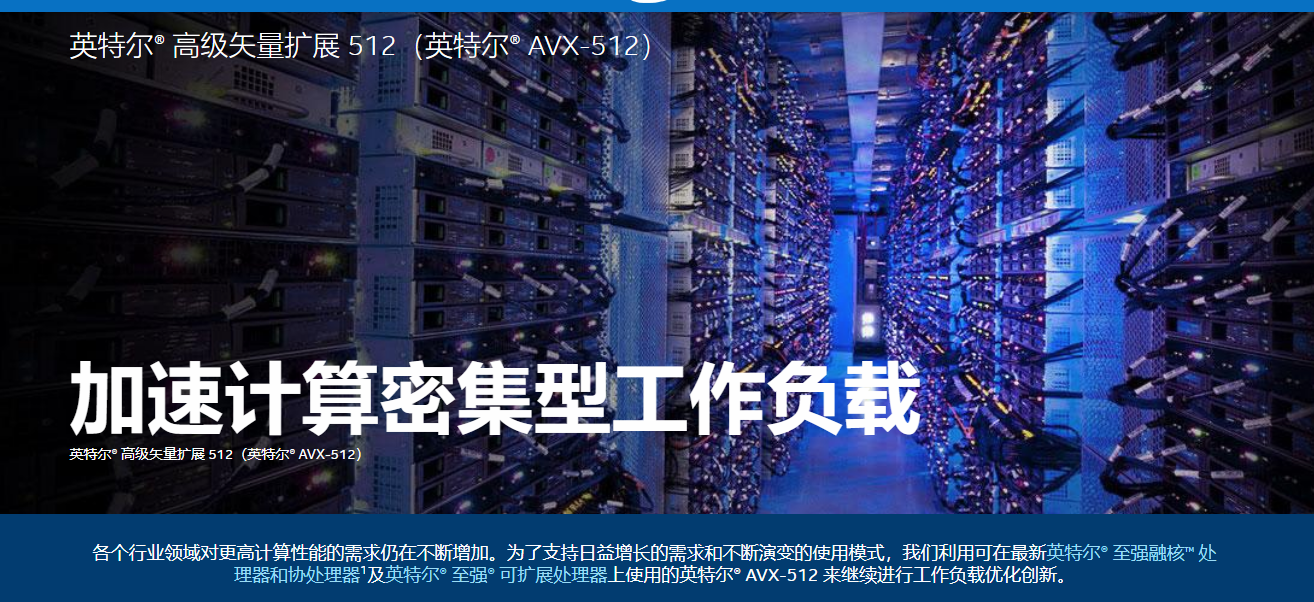 英特尔® 高级矢量扩展 512（英特尔® AVX-512）
加速计算密集型工作负载
英特尔® 高级矢量扩展 512（英特尔® AVX-512）
各个行业领域对更高计算性能的需求仍在不断增加。为了支持日益增长的需求和不断演变的使用模式，我们利用可在最新英特尔® 至强融核™ 处
理器和协处理器¹及英特尔® 至强® 可扩展处理器上使用的英特尔® AVX-512 来继续进行工作负载优化创新。